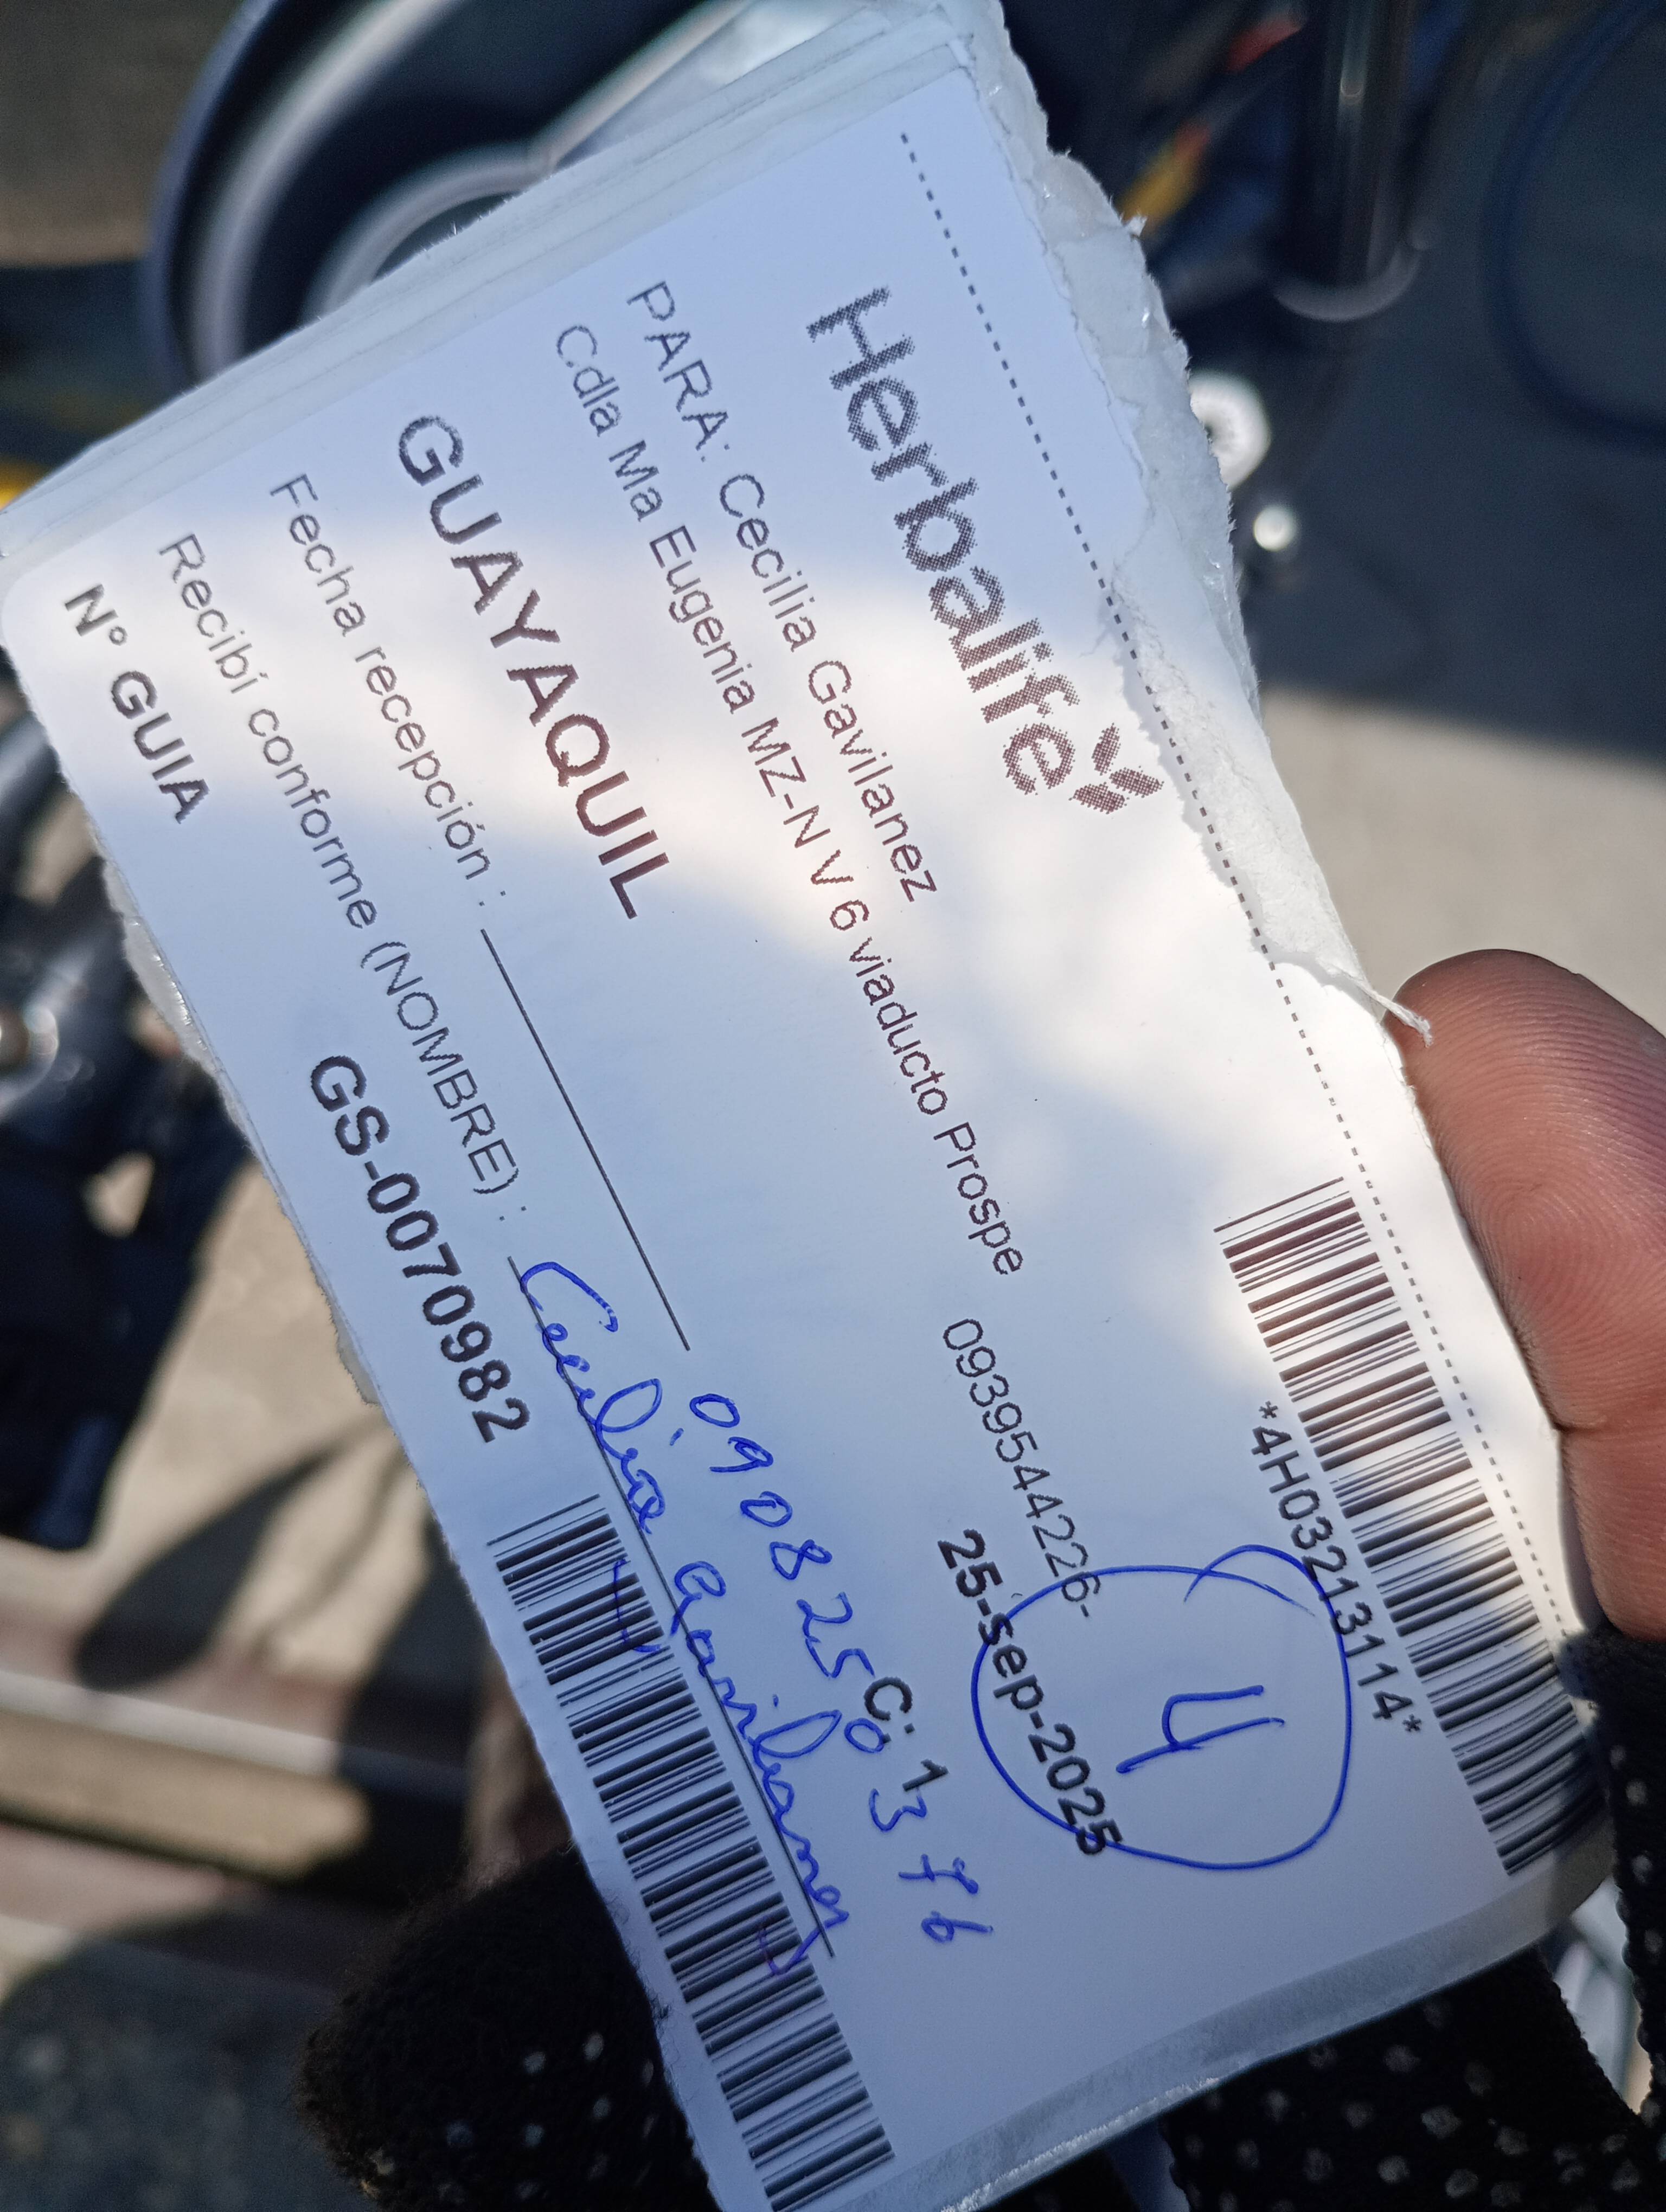 Herbalife
*4H03213114*
4
PARA: Cecilia Gavilanez
Cdla Ma Eugenia MZ-N V 6 viaducto Prospe 0939544226-
25-sep-2025
GUAYAQUIL
C: 1
Fecha recepción :
0908250376
Recibí conforme (NOMBRE) : Cecilia Gavilanez
N° GUIA GS-0070982